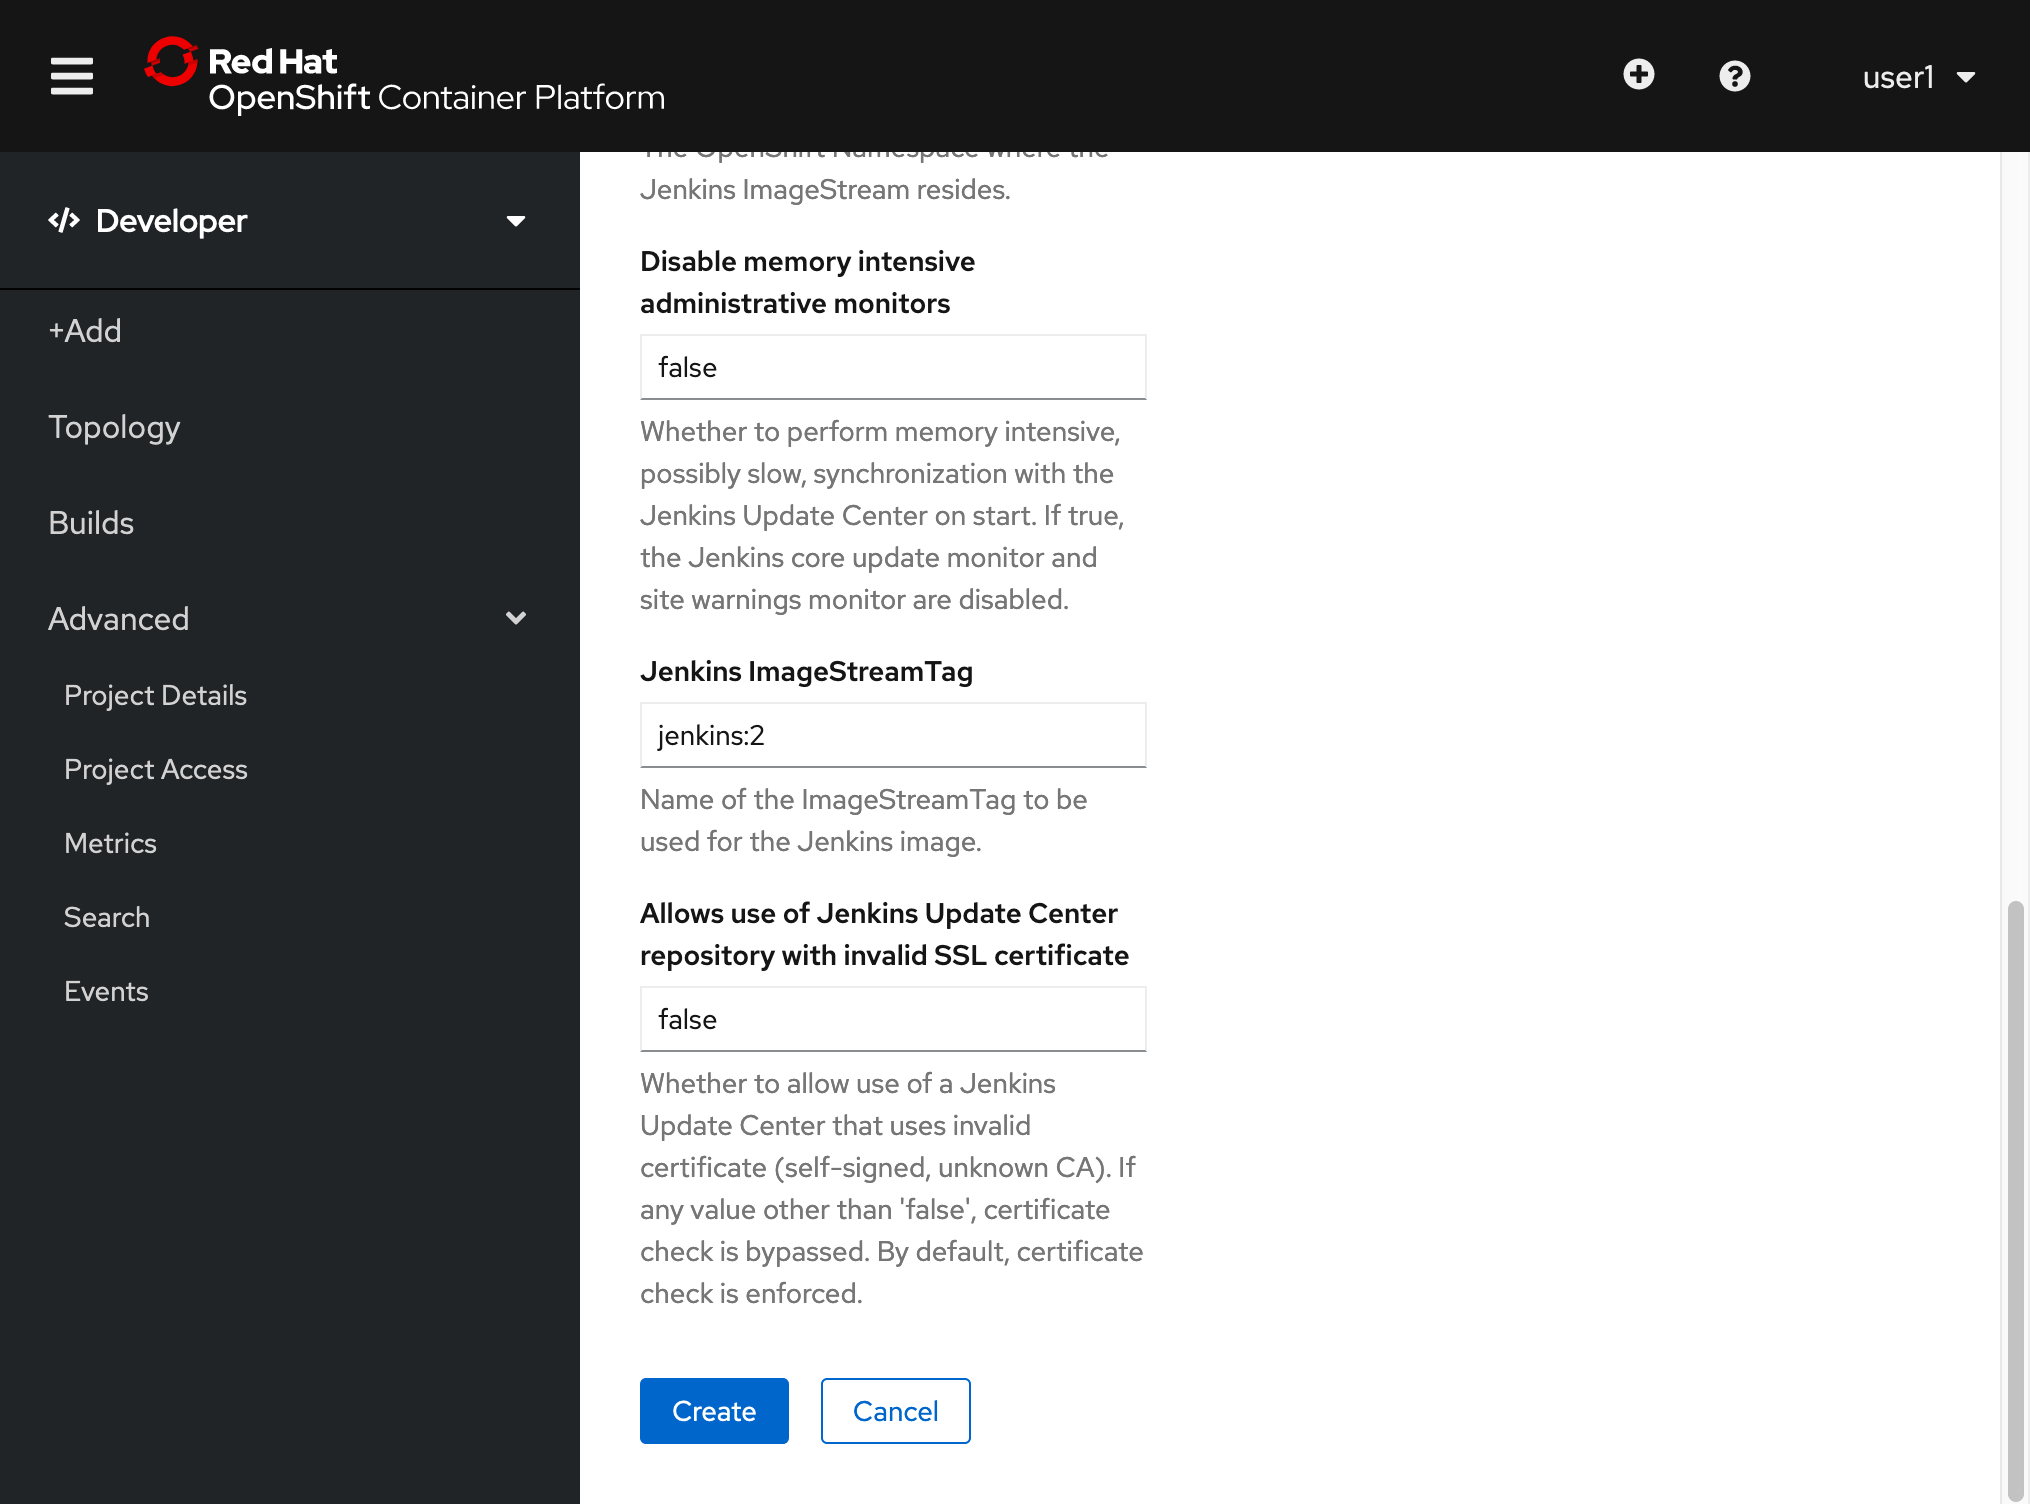 Red Hat
OpenShift Container Platform
user1
Developer
+Add
Topology
Builds
Advanced
Project Details
Project Access
Metrics
Search
Events
The OpenShift Namespace where the
Jenkins ImageStream resides.
Disable memory intensive
administrative monitors
false
Whether to perform memory intensive,
possibly slow, synchronization with the
Jenkins Update Center on start. If true,
the Jenkins core update monitor and
site warnings monitor are disabled.
Jenkins ImageStreamTag
jenkins:2
Name of the ImageStreamTag to be
used for the Jenkins image.
Allows use of Jenkins Update Center
repository with invalid SSL certificate
false
Whether to allow use of a Jenkins
Update Center that uses invalid
certificate (self-signed, unknown CA). If
any value other than 'false', certificate
check is bypassed. By default, certificate
check is enforced.
Create
Cancel